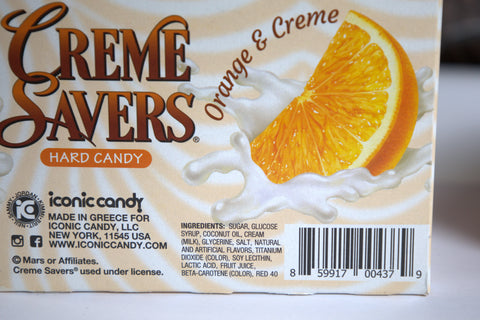 CREME
SAVERS®
HARD CANDY
Orange & Creme
iC
iconic candy
MADE IN GREECE FOR
ICONIC CANDY, LLC
NEW YORK, 11545 USA
WWW.ICONICCANDY.COM
© Mars or Affiliates.
Creme Savers® used under license.
INGREDIENTS: SUGAR, GLUCOSE
SYRUP, COCONUT OIL, CREAM
(MILK), GLYCERINE, SALT, NATURAL
AND ARTIFICIAL FLAVORS, TITANIUM
DIOXIDE (COLOR), SOY LECITHIN,
LACTIC ACID, FRUIT JUICE,
BETA-CAROTENE (COLOR), RED 40
8 59917 00437 9